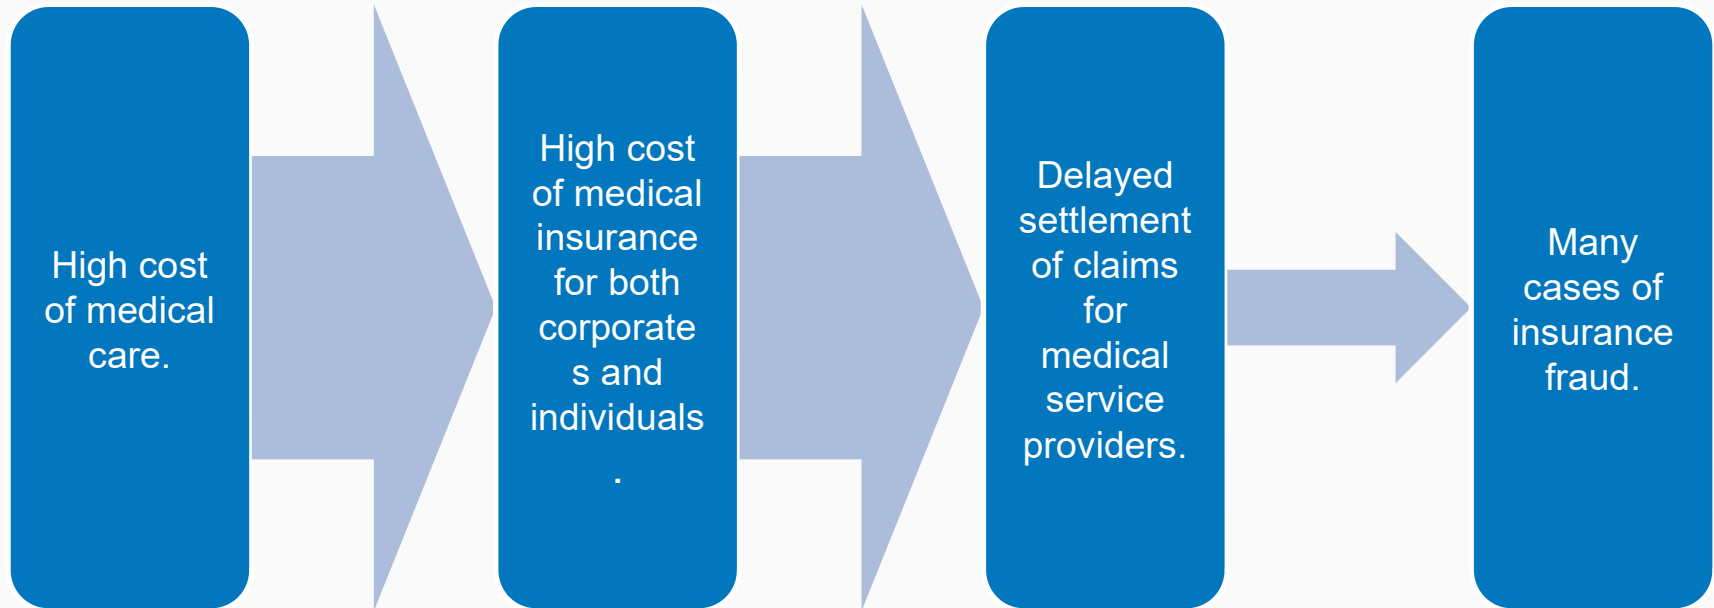 High cost
of medical
care.
High cost
of medical
insurance
for both
corporate
s and
individuals
.
Delayed
settlement
of claims
for
medical
service
providers.
Many
cases of
insurance
fraud.